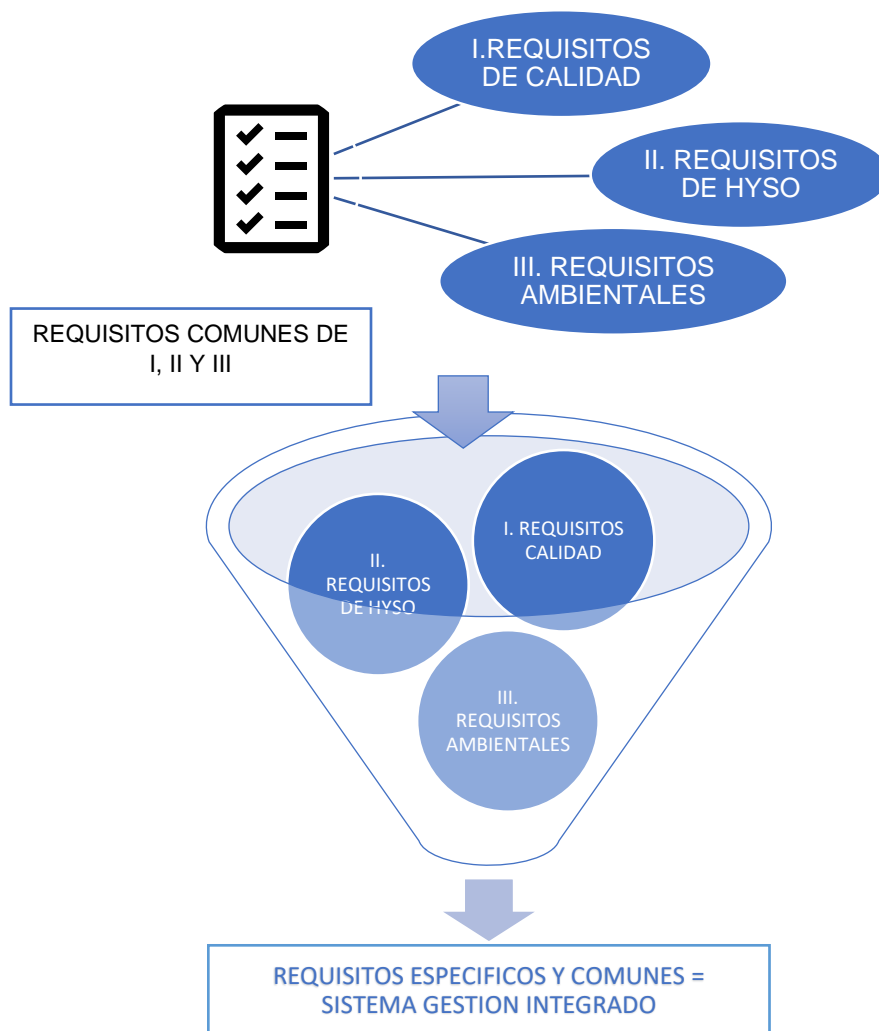 I.REQUISITOS
DE CALIDAD
II. REQUISITOS
DE HYSO
III. REQUISITOS
AMBIENTALES
REQUISITOS COMUNES DE
I, II Y III
I. REQUISITOS
CALIDAD
II.
REQUISITOS
DE HYSO
III.
REQUISITOS
AMBIENTALES
REQUISITOS ESPECIFICOS Y COMUNES =
SISTEMA GESTION INTEGRADO